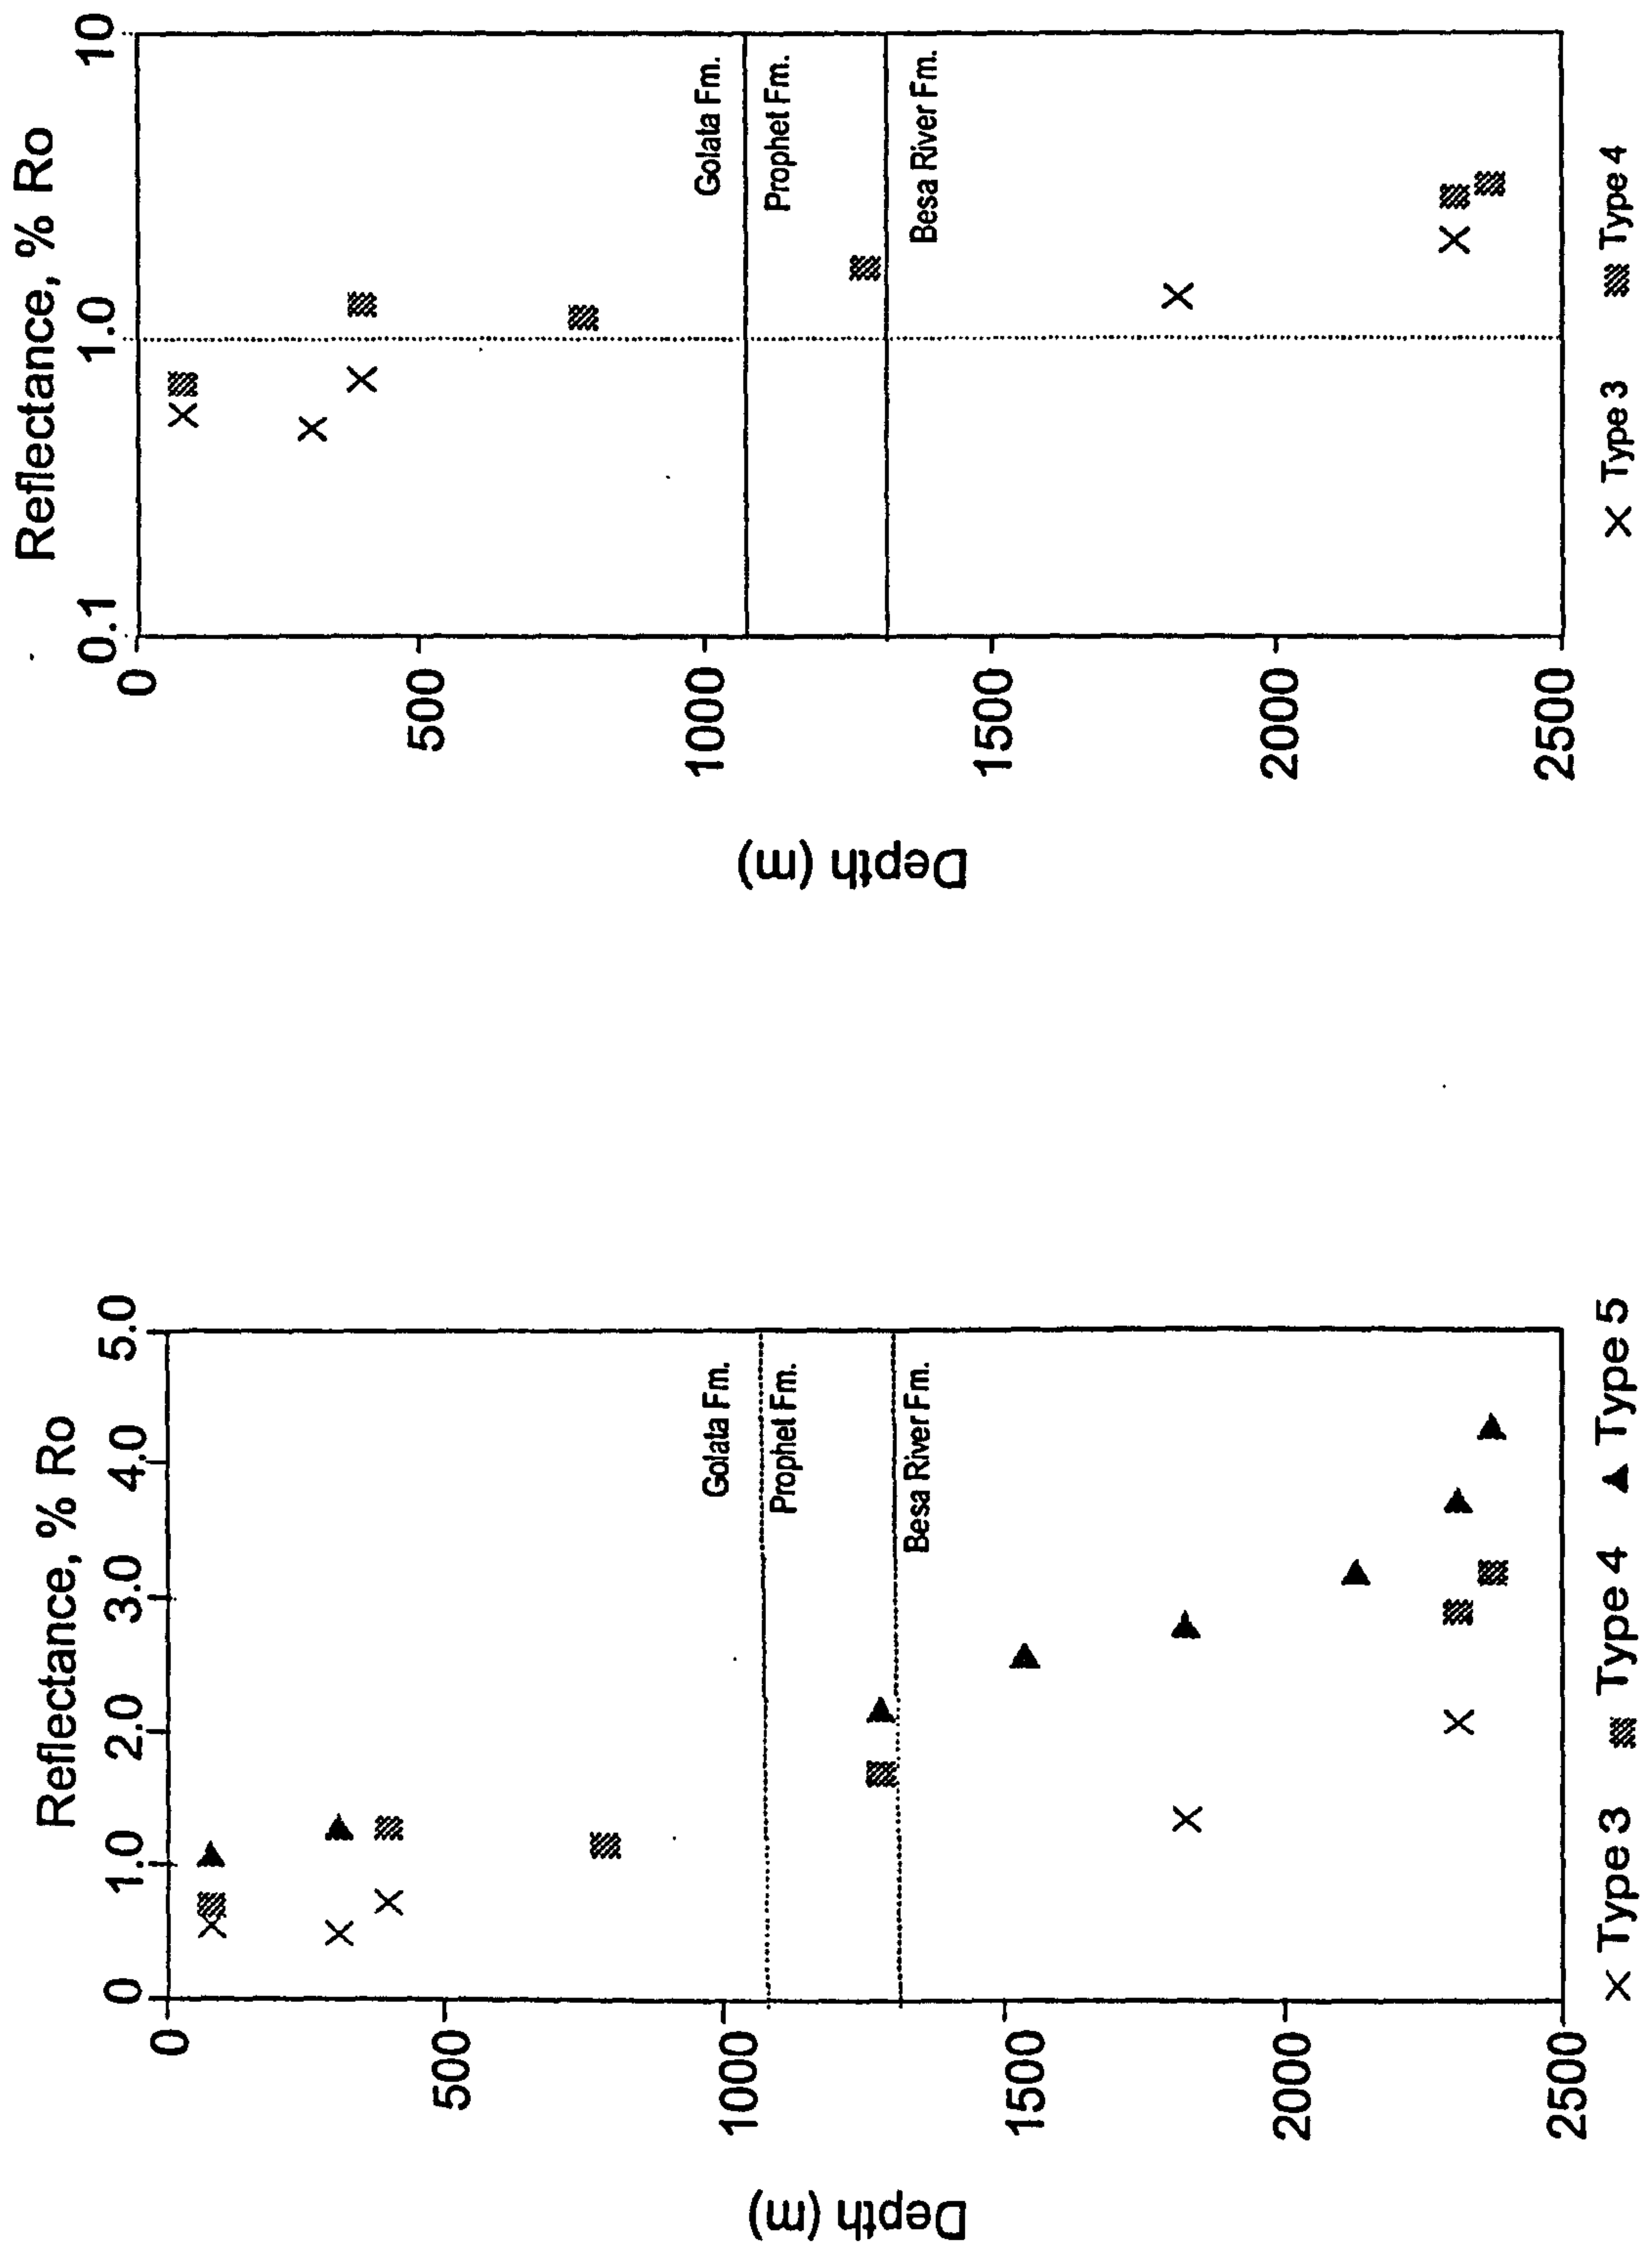 Reflectance, % Ro
0 1.0 2.0 3.0 4.0 5.0
0
500
1000
1500
2000
2500
Depth (m)
Golata Fm.
Prophet Fm.
Besa River Fm.
Type 3 Type 4 Type 5
Reflectance, % Ro
0.1 1.0 10
0
500
1000
1500
2000
2500
Depth (m)
Golata Fm.
Prophet Fm.
Besa River Fm.
Type 3 Type 4